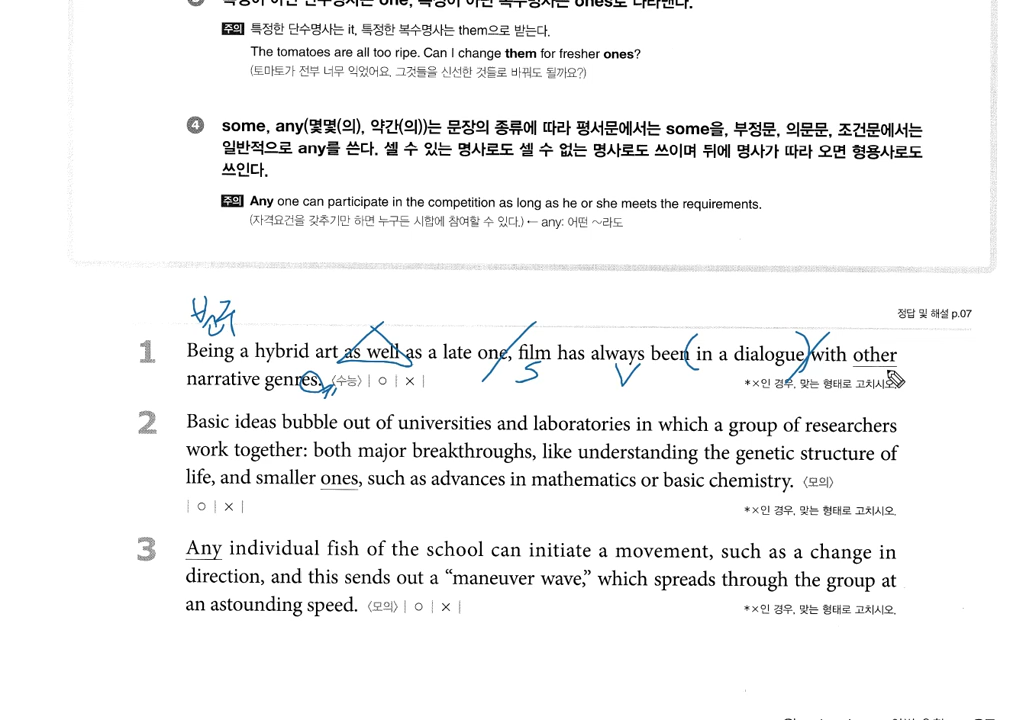 주의 특정한 단수명사는 it, 특정한 복수명사는 them으로 받는다.
The tomatoes are all too ripe. Can I change them for fresher ones?
(토마토가 전부 너무 익었어요, 그것들을 신선한 것들로 바꿔도 될까요?)
4 some, any(몇몇(의), 약간(의))는 문장의 종류에 따라 평서문에서는 some을, 부정문, 의문문, 조건문에서는
일반적으로 any를 쓴다. 셀 수 있는 명사로도 셀 수 없는 명사로도 쓰이며 뒤에 명사가 따라 오면 형용사로도
쓰인다.
주의 Any one can participate in the competition as long as he or she meets the requirements.
(자격요건을 갖추기만 하면 누구든 시합에 참여할 수 있다.) ← any: 어떤 ~라도
정답 및 해설 p.07
1 Being a hybrid art as well as a late one, film has always been in a dialogue with other
S
V
narrative genres. 〈수능〉 | ○ | × |
*×인 경우, 맞는 형태로 고치시오.
2 Basic ideas bubble out of universities and laboratories in which a group of researchers
work together: both major breakthroughs, like understanding the genetic structure of
life, and smaller ones, such as advances in mathematics or basic chemistry. 〈모의〉
| ○ | × |
*×인 경우, 맞는 형태로 고치시오.
3 Any individual fish of the school can initiate a movement, such as a change in
direction, and this sends out a “maneuver wave,” which spreads through the group at
an astounding speed. 〈모의〉 | ○ | × |
*×인 경우, 맞는 형태로 고치시오.